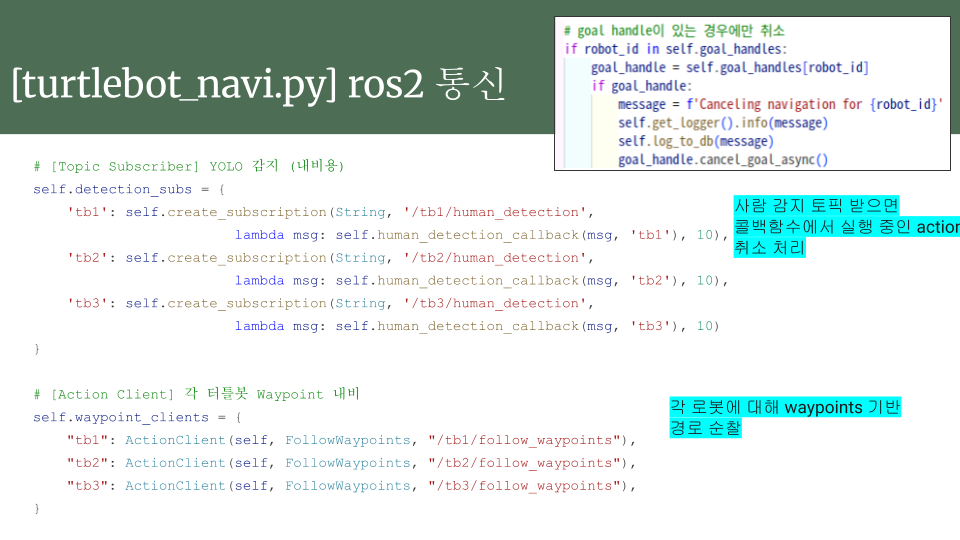 [turtlebot_navi.py] ros2 통신
# goal handle이 있는 경우에만 취소
if robot_id in self.goal_handles:
goal_handle = self.goal_handles[robot_id]
if goal_handle:
message = f'Canceling navigation for {robot_id}'
self.get_logger().info(message)
self.log_to_db(message)
goal_handle.cancel_goal_async()
# [Topic Subscriber] YOLO 감지 (내비용)
self.detection_subs = {
'tb1': self.create_subscription(String, '/tb1/human_detection',
lambda msg: self.human_detection_callback(msg, 'tb1'), 10),
'tb2': self.create_subscription(String, '/tb2/human_detection',
lambda msg: self.human_detection_callback(msg, 'tb2'), 10),
'tb3': self.create_subscription(String, '/tb3/human_detection',
lambda msg: self.human_detection_callback(msg, 'tb3'), 10)
}
사람 감지 토픽 받으면
콜백함수에서 실행 중인 action
취소 처리
# [Action Client] 각 터틀봇 Waypoint 내비
self.waypoint_clients = {
"tb1": ActionClient(self, FollowWaypoints, "/tb1/follow_waypoints"),
"tb2": ActionClient(self, FollowWaypoints, "/tb2/follow_waypoints"),
"tb3": ActionClient(self, FollowWaypoints, "/tb3/follow_waypoints"),
}
각 로봇에 대해 waypoints 기반
경로 순찰